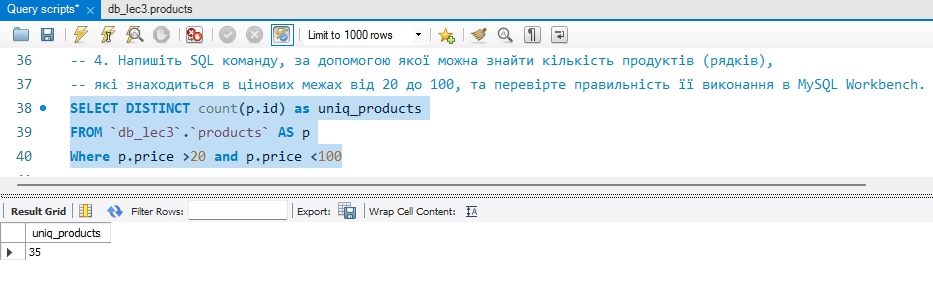 Query scripts* × db_lec3.products
Limit to 1000 rows
36 -- 4. Напишіть SQL команду, за допомогою якої можна знайти кількість продуктів (рядків),
37 -- які знаходиться в цінових межах від 20 до 100, та перевірте правильність її виконання в MySQL Workbench.
38 SELECT DISTINCT count(p.id) as uniq_products
39 FROM `db_lec3`.`products` AS p
40 Where p.price >20 and p.price <100
Result Grid Filter Rows: Export: Wrap Cell Content:
uniq_products
35